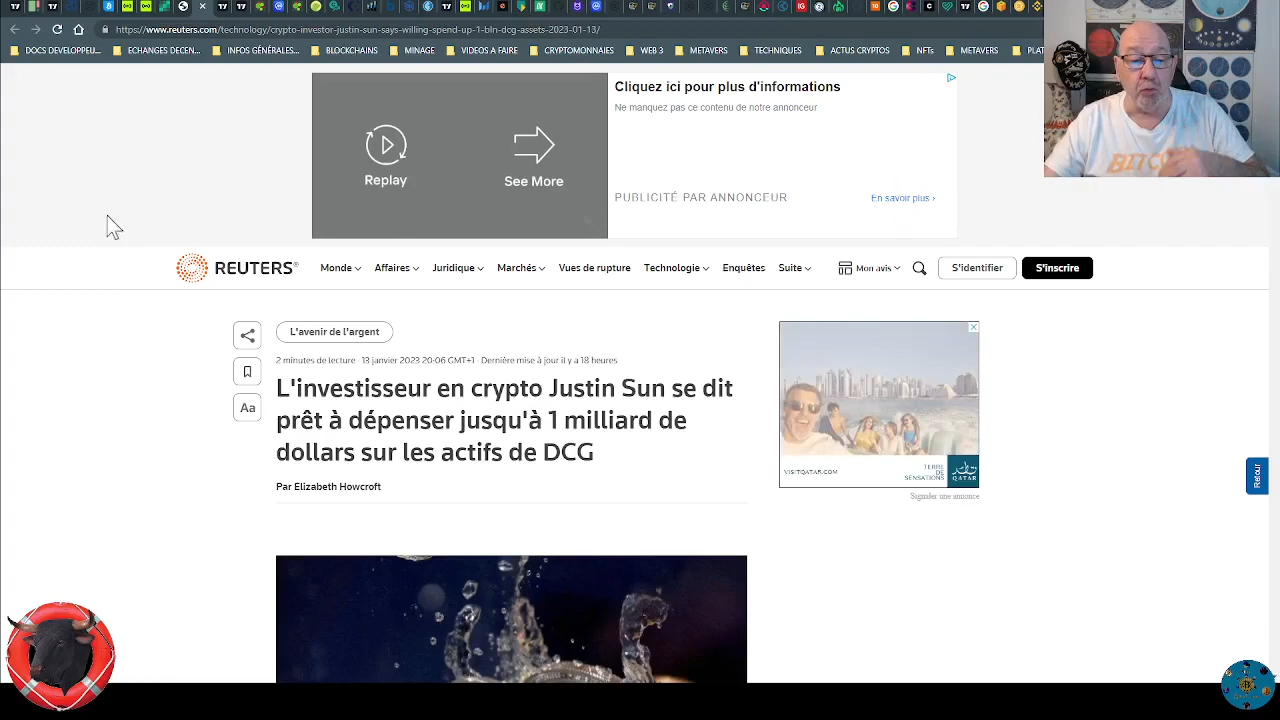 https://www.reuters.com/technology/crypto-investor-justin-sun-says-willing-spend-up-1-bln-dcg-assets-2023-01-13/
DOCS DEVELOPPEU... ECHANGES DECEN... INFOS GÉNÉRALES... BLOCKCHAINS MINAGE VIDEOS A FAIRE CRYPTOMONNAIES WEB 3 METAVERS TECHNIQUES ACTUS CRYPTOS NFTs METAVERS PLAT
Cliquez ici pour plus d'informations
Ne manquez pas ce contenu de notre annonceur
Replay
See More
PUBLICITÉ PAR ANNONCEUR
En savoir plus ›
BITCO
REUTERS®
Monde Affaires Juridique Marchés Vues de rupture Technologie Enquêtes Suite Mon avis S'identifier S'inscrire
L'avenir de l'argent
2 minutes de lecture · 13 janvier 2023 20:06 GMT+1 · Dernière mise à jour il y a 18 heures
Aa
L'investisseur en crypto Justin Sun se dit
prêt à dépenser jusqu'à 1 milliard de
dollars sur les actifs de DCG
Par Elizabeth Howcroft
VISITQATAR.COM
TERRE
DE
SENSATIONS
QATAR
Signaler une annonce
Retour